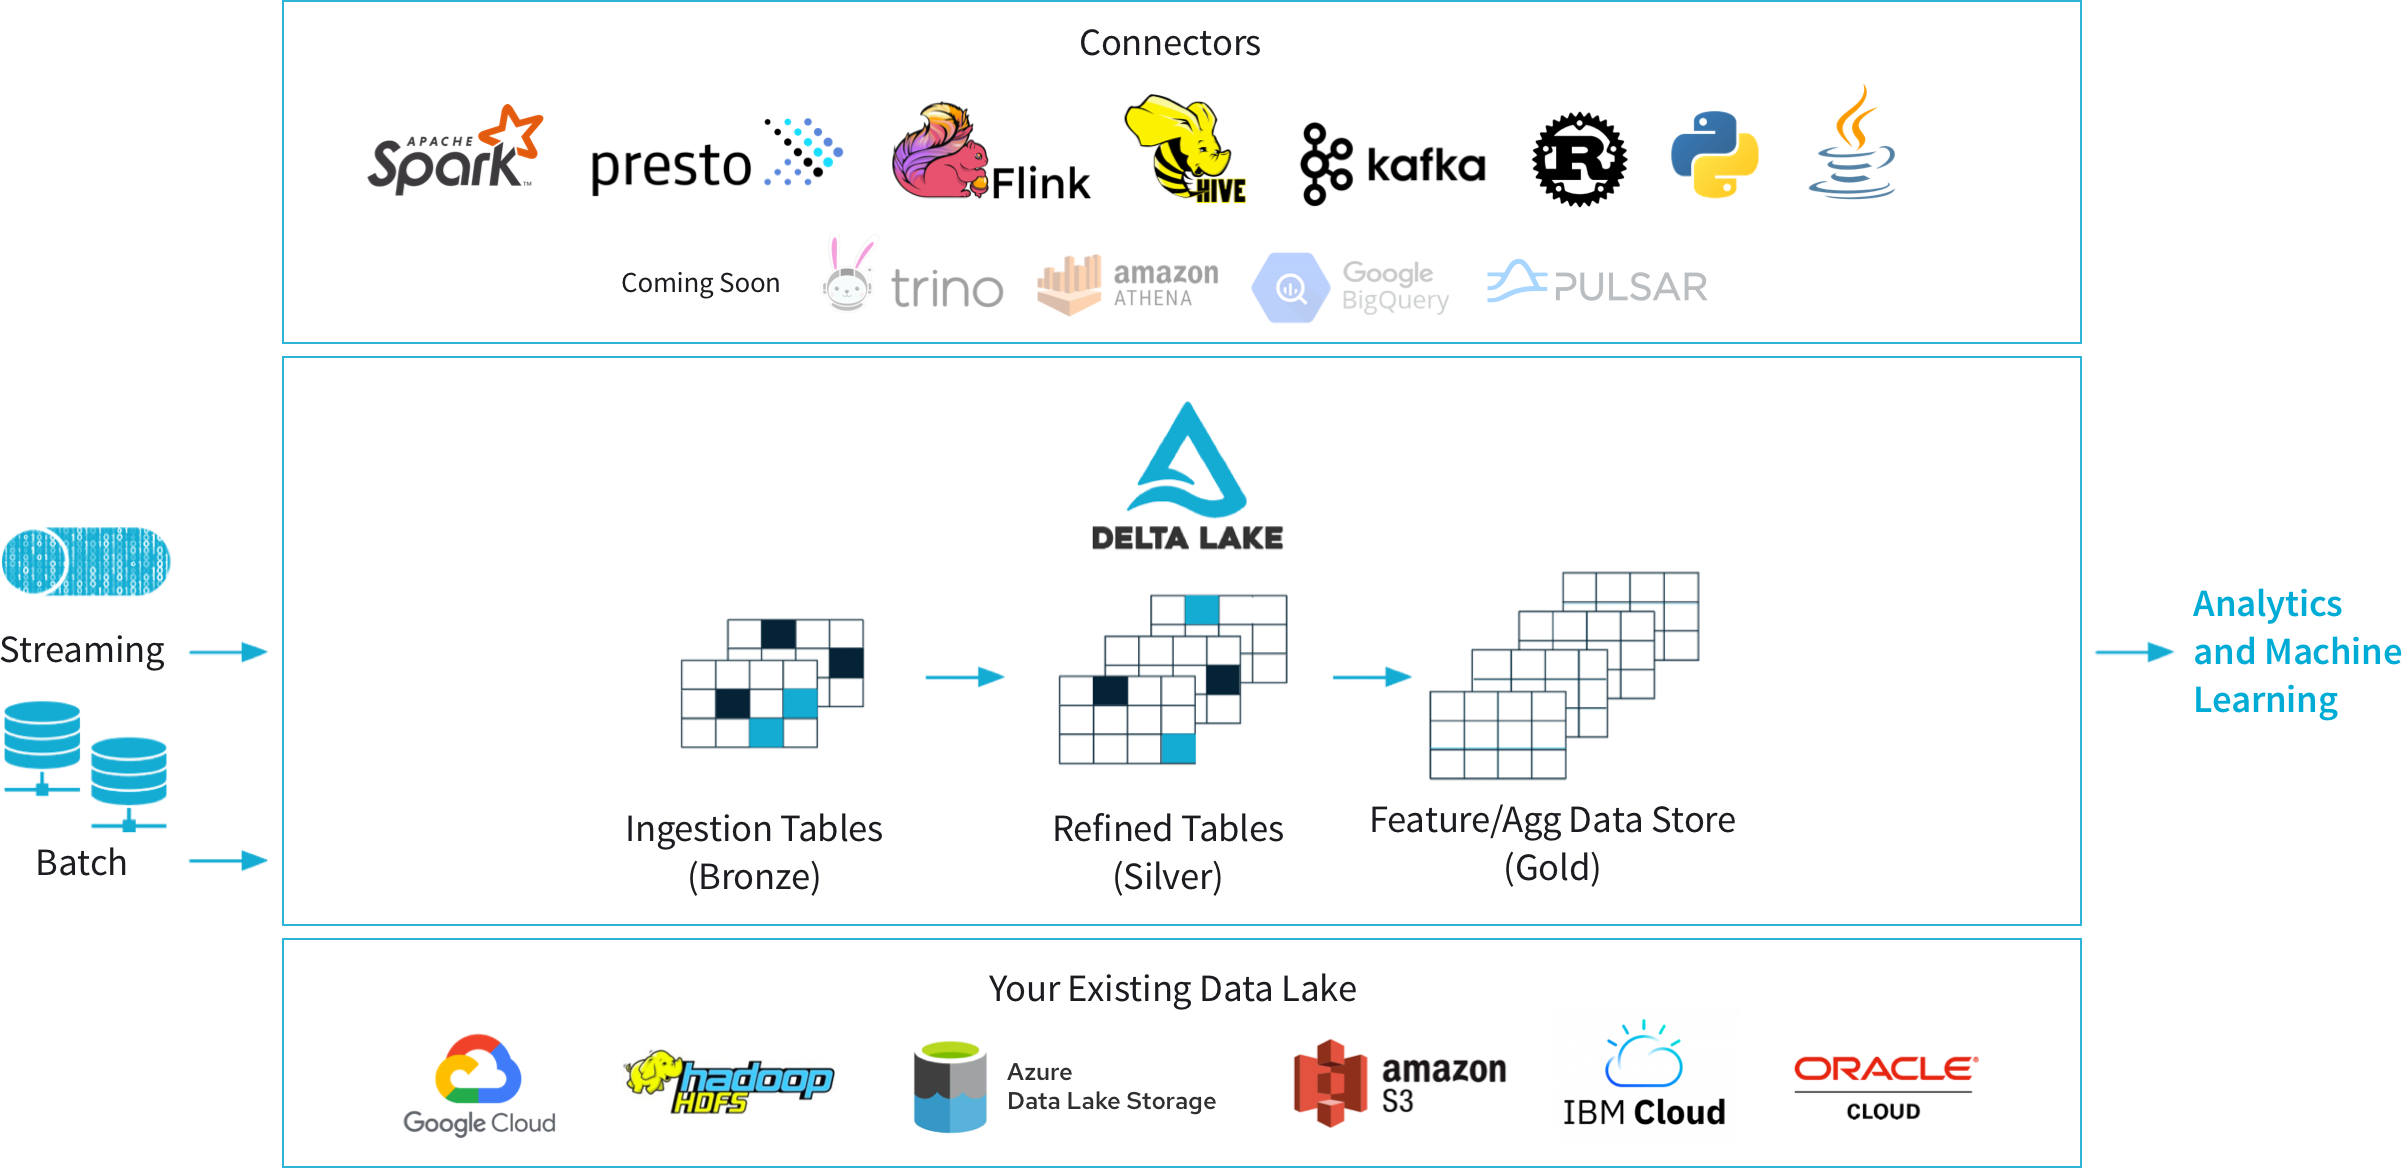 Connectors
APACHE
Spark™
presto
Flink
HIVE
kafka
R
Coming Soon
trino
amazon
ATHENA
Google
BigQuery
PULSAR
DELTA LAKE
Streaming
Batch
Ingestion Tables
(Bronze)
Refined Tables
(Silver)
Feature/Agg Data Store
(Gold)
Analytics
and Machine
Learning
Your Existing Data Lake
Google Cloud
hadoop
HDFS
Azure
Data Lake Storage
amazon
S3
IBM Cloud
ORACLE®
CLOUD